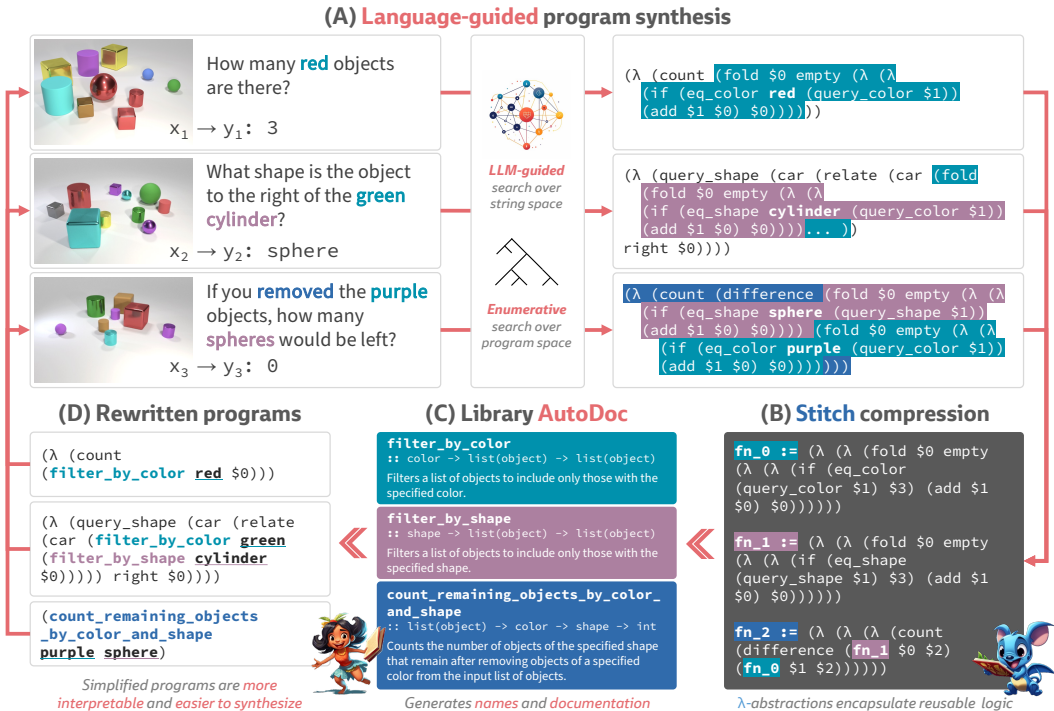 (A) Language-guided program synthesis
How many red objects
are there?
x1 → y1: 3
What shape is the object
to the right of the green
cylinder?
x2 → y2: sphere
If you removed the purple
objects, how many
spheres would be left?
x3 → y3: 0
LLM-guided
search over
string space
Enumerative
search over
program space
(λ (count (fold $0 empty (λ (λ
(if (eq_color red (query_color $1))
(add $1 $0) $0))))))
(λ (query_shape (car (relate (car (fold
(fold $0 empty (λ (λ
(if (eq_shape cylinder (query_color $1))
(add $1 $0) $0))))... ))
right $0))))
(λ (count (difference (fold $0 empty (λ (λ
(if (eq_shape sphere (query_shape $1))
(add $1 $0) $0)))) (fold $0 empty (λ (λ
(if (eq_color purple (query_color $1))
(add $1 $0) $0)))))))
(D) Rewritten programs
(λ (count
(filter_by_color red $0)))
(λ (query_shape (car (relate
(car (filter_by_color green
(filter_by_shape cylinder
$0))))) right $0))))
(count_remaining_objects
_by_color_and_shape
purple sphere)
Simplified programs are more
interpretable and easier to synthesize
(C) Library AutoDoc
filter_by_color
:: color -> list(object) -> list(object)
Filters a list of objects to include only those with the
specified color.
filter_by_shape
:: shape -> list(object) -> list(object)
Filters a list of objects to include only those with the
specified shape.
count_remaining_objects_by_color_
and_shape
:: list(object) -> color -> shape -> int
Counts the number of objects of the specified shape
that remain after removing objects of a specified
color from the input list of objects.
Generates names and documentation
(B) Stitch compression
fn_0 := (λ (λ (fold $0 empty
(λ (λ (if (eq_color
(query_color $1) $3) (add $1
$0) $0))))))
fn_1 := (λ (λ (fold $0 empty
(λ (λ (if (eq_shape
(query_shape $1) $3) (add $1
$0) $0))))))
fn_2 := (λ (λ (λ (count
(difference (fn_1 $0 $2)
(fn_0 $1 $2))))))
λ-abstractions encapsulate reusable logic